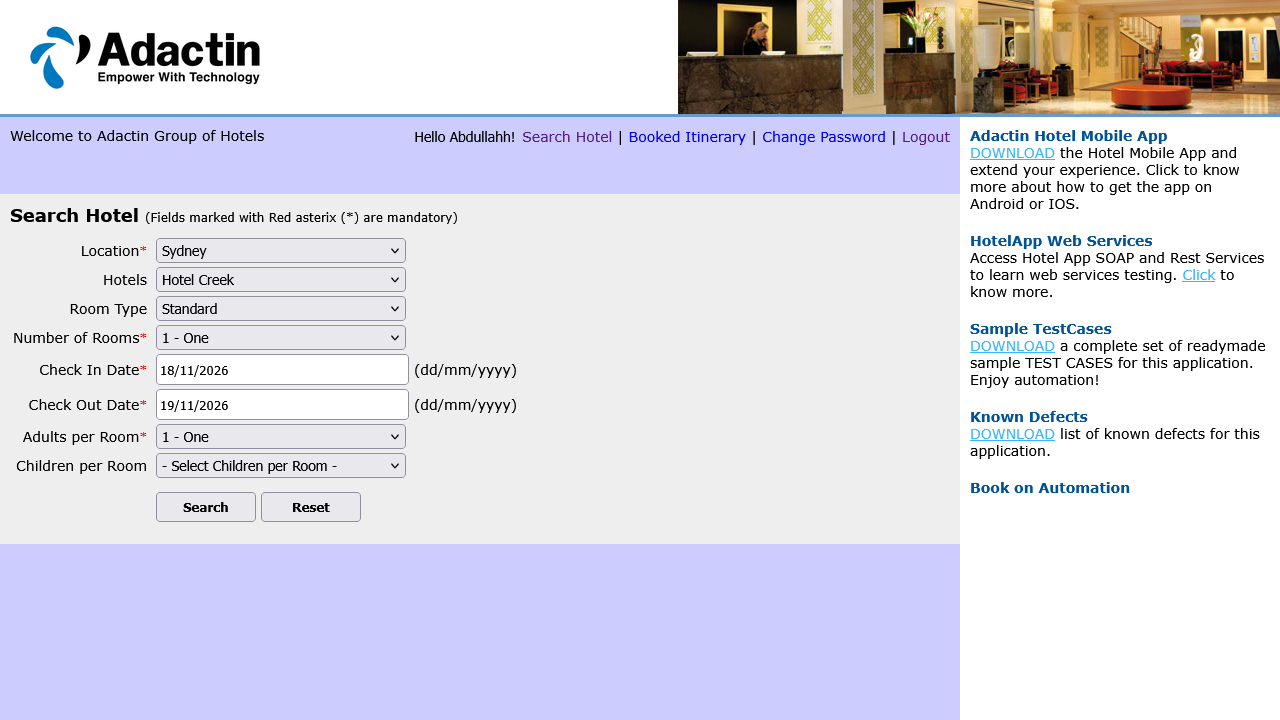 Adactin
Empower With Technology
Welcome to Adactin Group of Hotels
Hello Abdullahh! Search Hotel | Booked Itinerary | Change Password | Logout
Search Hotel (Fields marked with Red asterix (*) are mandatory)
Location* Sydney
Hotels Hotel Creek
Room Type Standard
Number of Rooms* 1 - One
Check In Date* 18/11/2026 (dd/mm/yyyy)
Check Out Date* 19/11/2026 (dd/mm/yyyy)
Adults per Room* 1 - One
Children per Room - Select Children per Room -
Search Reset
Adactin Hotel Mobile App
DOWNLOAD the Hotel Mobile App and
extend your experience. Click to know
more about how to get the app on
Android or IOS.
HotelApp Web Services
Access Hotel App SOAP and Rest Services
to learn web services testing. Click to
know more.
Sample TestCases
DOWNLOAD a complete set of readymade
sample TEST CASES for this application.
Enjoy automation!
Known Defects
DOWNLOAD list of known defects for this
application.
Book on Automation